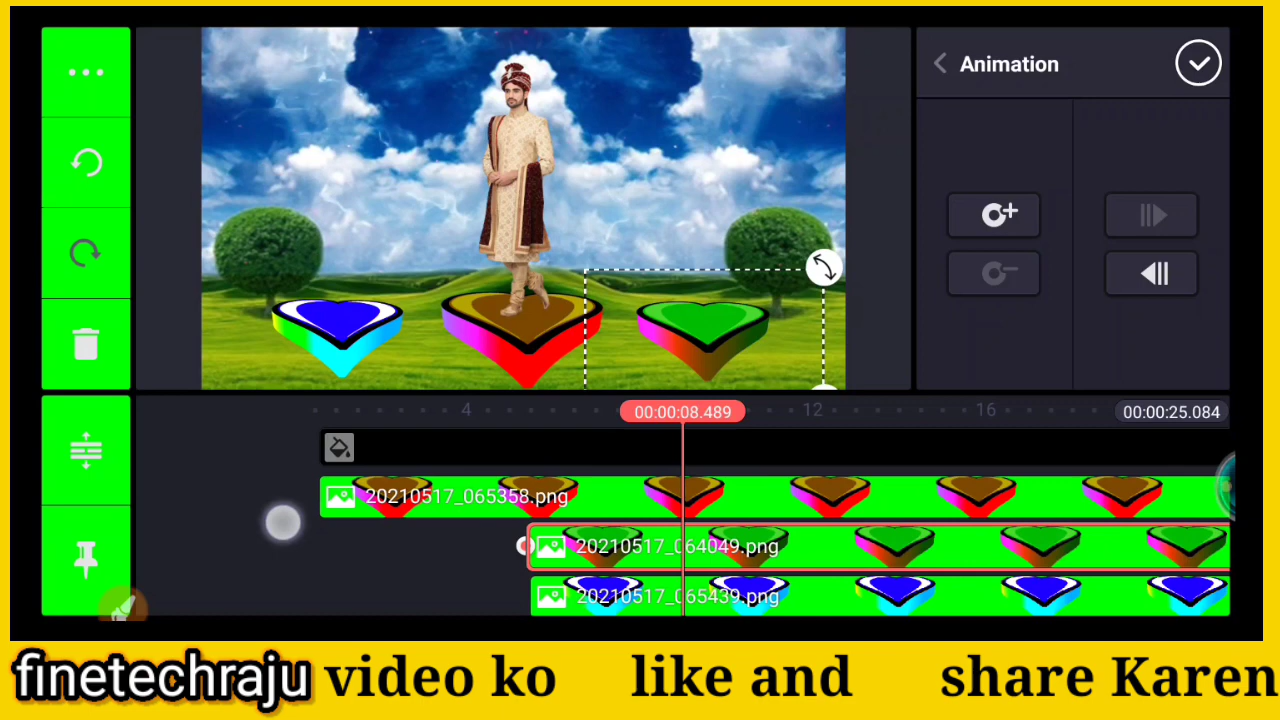 Animation
4
00:00:08.489
12
16
00:00:25.084
20210517_065358.png
20210517_064049.png
20210517_065439.png
finetechraju video ko like and share Karen